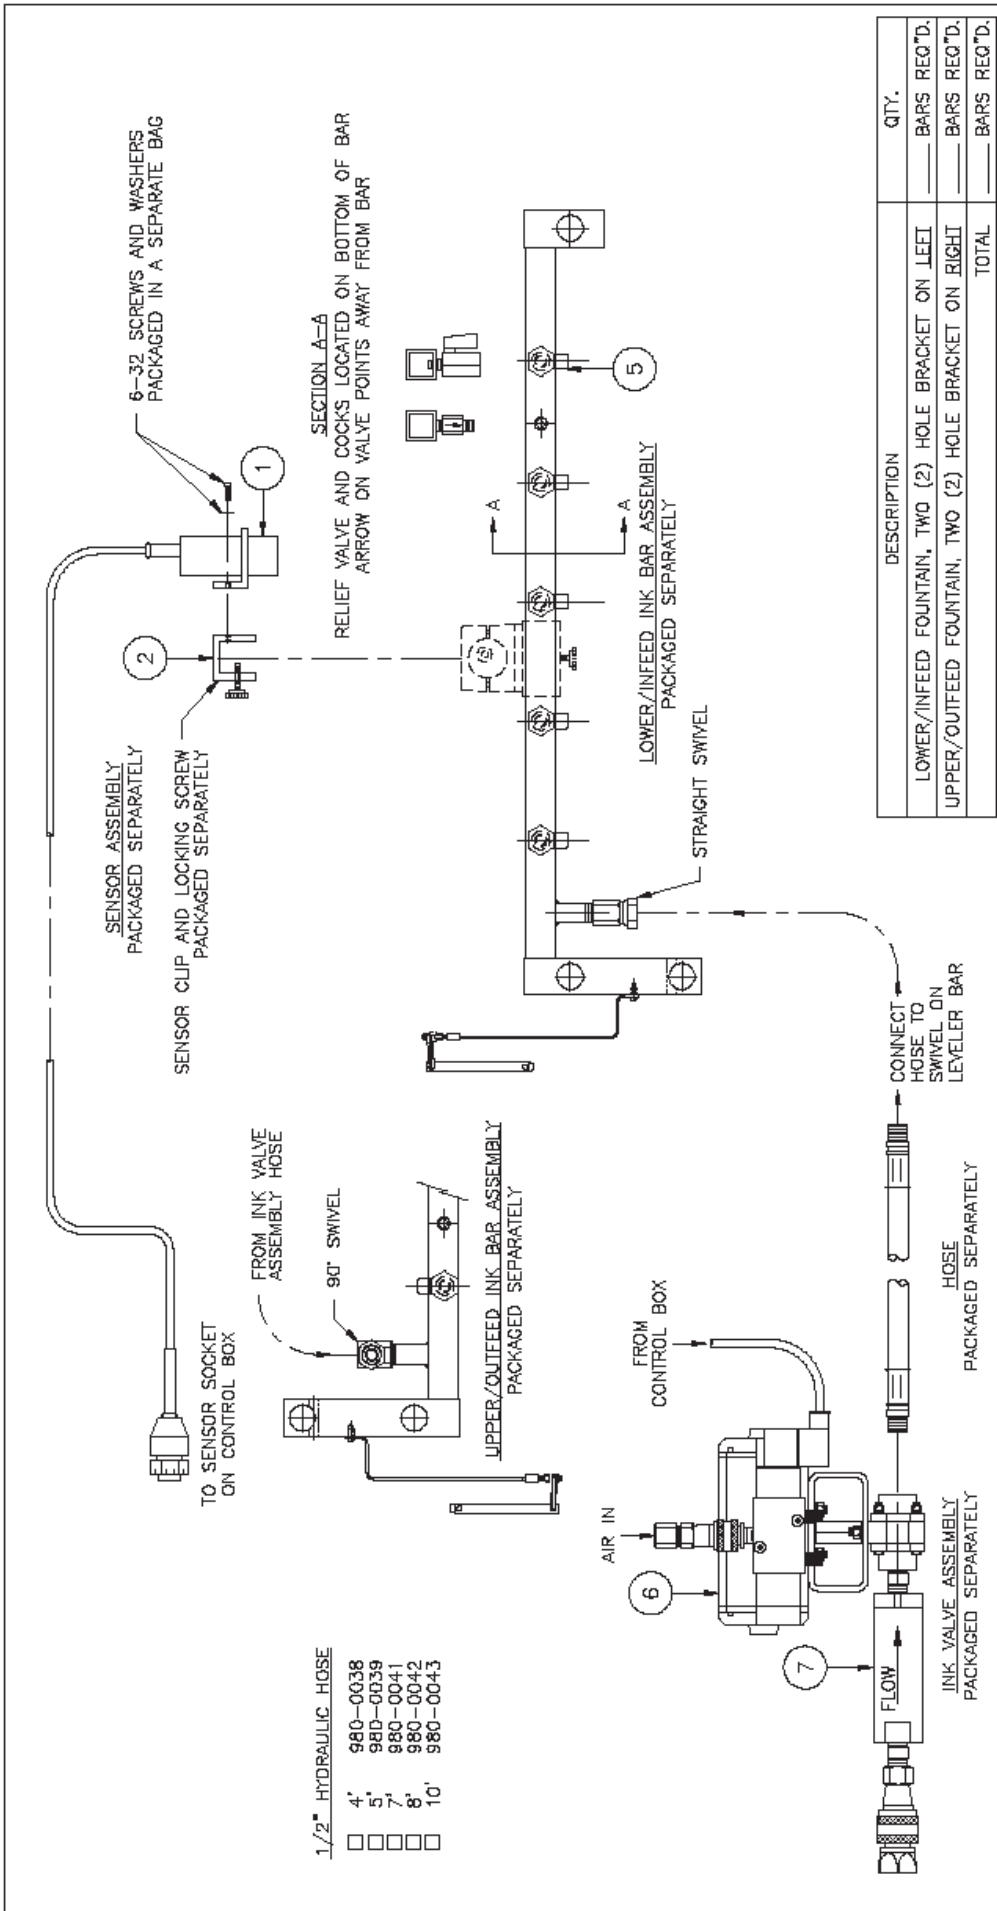 1/2" HYDRAULIC HOSE
4' 980-0038
5' 980-0039
7' 980-0041
8' 980-0042
10' 980-0043
TO SENSOR SOCKET
ON CONTROL BOX
FROM INK VALVE
ASSEMBLY HOSE
90° SWIVEL
UPPER/OUTFEED INK BAR ASSEMBLY
PACKAGED SEPARATELY
SENSOR ASSEMBLY
PACKAGED SEPARATELY
SENSOR CLIP AND LOCKING SCREW
PACKAGED SEPARATELY
2
1
6-32 SCREWS AND WASHERS
PACKAGED IN A SEPARATE BAG
SECTION A-A
RELIEF VALVE AND COCKS LOCATED ON BOTTOM OF BAR
ARROW ON VALVE POINTS AWAY FROM BAR
A
A
5
LOWER/INFEED INK BAR ASSEMBLY
PACKAGED SEPARATELY
STRAIGHT SWIVEL
AIR IN
6
7
FLOW
INK VALVE ASSEMBLY
PACKAGED SEPARATELY
FROM
CONTROL BOX
HOSE
PACKAGED SEPARATELY
CONNECT
HOSE TO
SWIVEL ON
LEVELER BAR
DESCRIPTION QTY.
LOWER/INFEED FOUNTAIN, TWO (2) HOLE BRACKET ON LEFT ___ BARS REQ'D.
UPPER/OUTFEED FOUNTAIN, TWO (2) HOLE BRACKET ON RIGHT ___ BARS REQ'D.
TOTAL ___ BARS REQ'D.